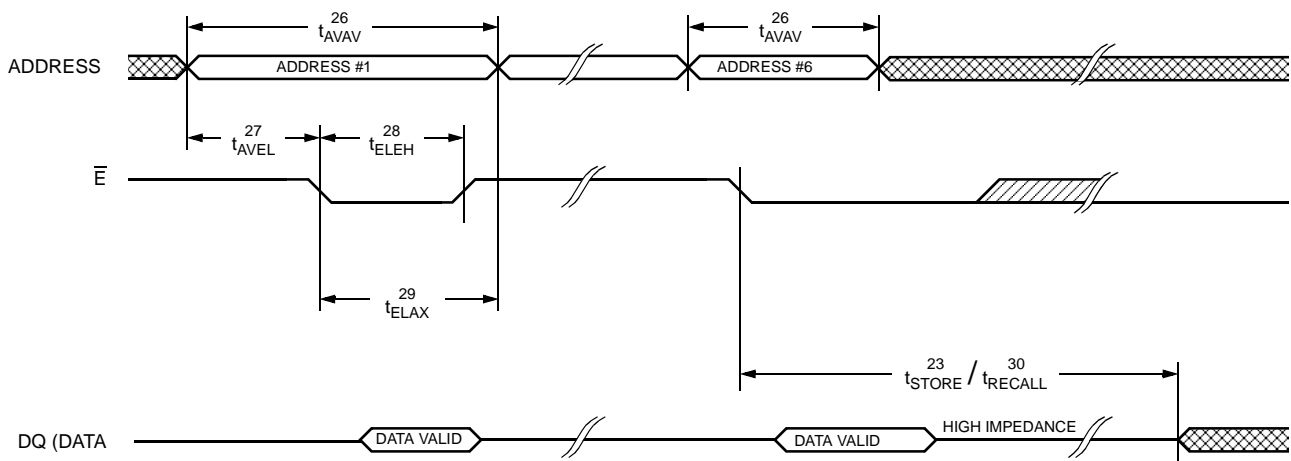 26 26
tAVAV tAVAV
ADDRESS ADDRESS #1 ADDRESS #6
27 28
tAVEL tELEH
E
29
tELAX
23 30
tSTORE / tRECALL
DQ (DATA DATA VALID DATA VALID HIGH IMPEDANCE